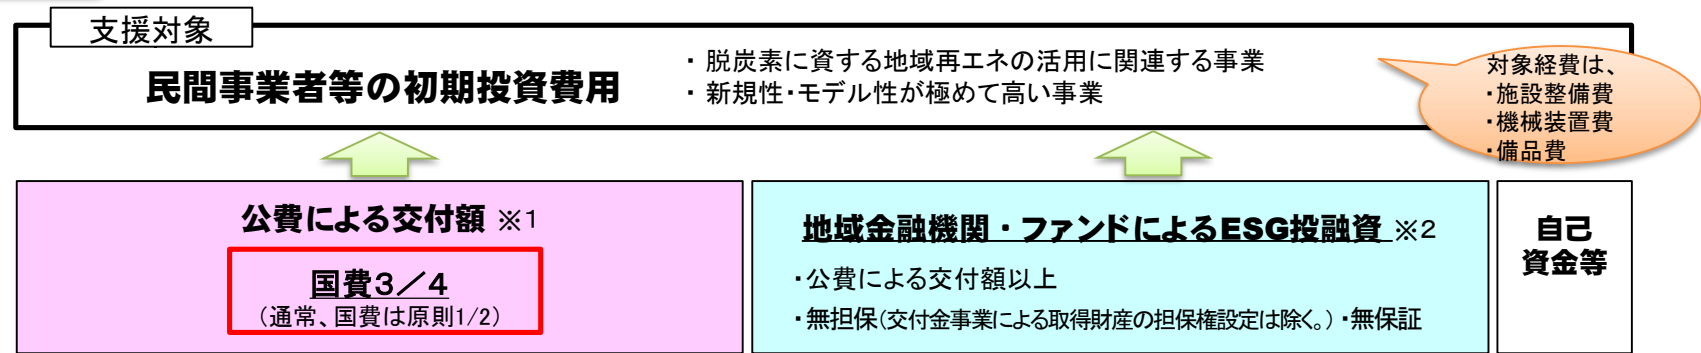 支援対象
民間事業者等の初期投資費用
・ 脱炭素に資する地域再エネの活用に関連する事業
・ 新規性・モデル性が極めて高い事業
対象経費は、
・施設整備費
・機械装置費
・備品費
公費による交付額 ※1
国費3／4
(通常、国費は原則1/2)
地域金融機関・ファンドによるESG投融資 ※2
・公費による交付額以上
・無担保(交付金事業による取得財産の担保権設定は除く。)・無保証
自己
資金等